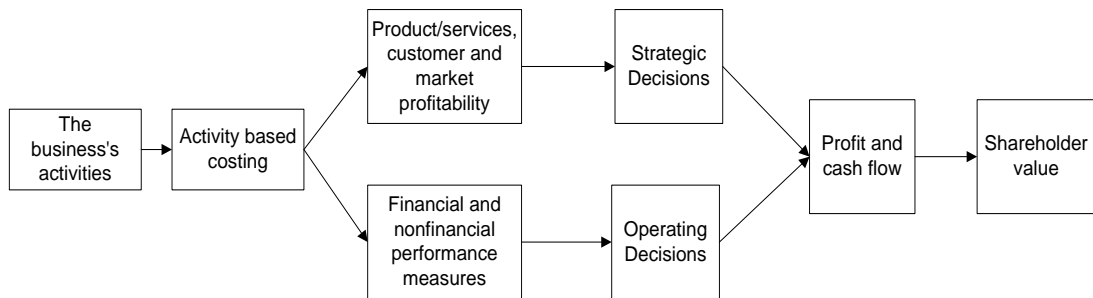 The
business's
activities
Activity based
costing
Product/services,
customer and
market
profitability
Strategic
Decisions
Financial and
nonfinancial
performance
measures
Operating
Decisions
Profit and
cash flow
Shareholder
value